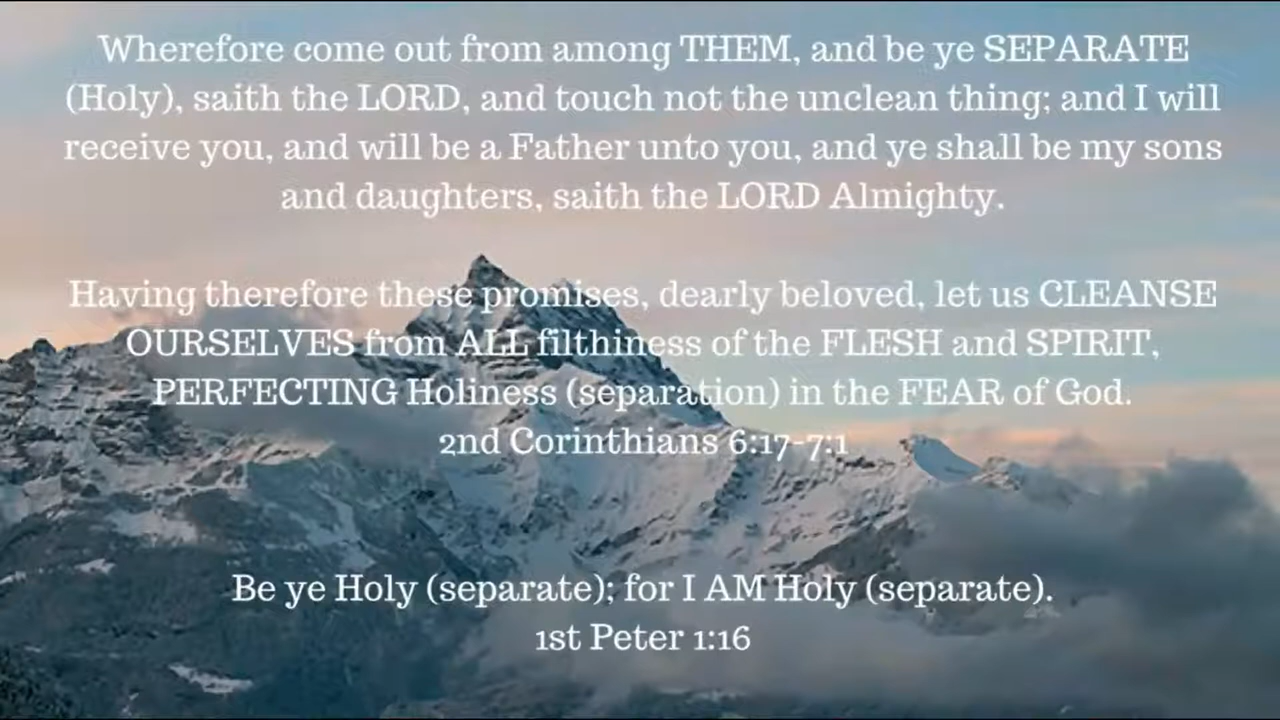 Wherefore come out from among THEM, and be ye SEPARATE
(Holy), saith the LORD, and touch not the unclean thing; and I will
receive you, and will be a Father unto you, and ye shall be my sons
and daughters, saith the LORD Almighty.
Having therefore these promises, dearly beloved, let us CLEANSE
OURSELVES from ALL filthiness of the FLESH and SPIRIT,
PERFECTING Holiness (separation) in the FEAR of God.
2nd Corinthians 6:17-7:1
Be ye Holy (separate); for I AM Holy (separate).
1st Peter 1:16